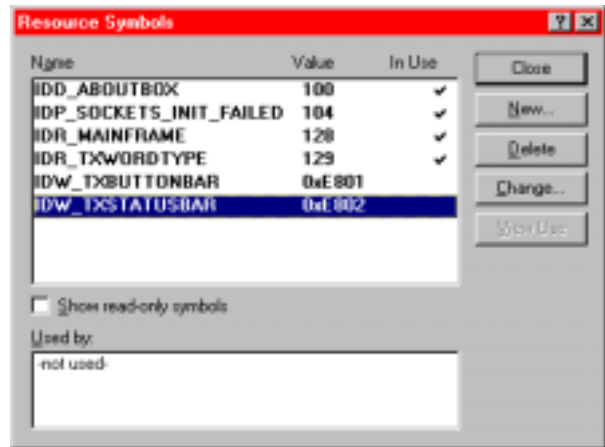 Resource Symbols
Name Value In Use
IDD_ABOUTBOX 100
IDP_SOCKETS_INIT_FAILED 104
IDR_MAINFRAME 128
IDR_TXWORDTYPE 129
IDW_TXBUTTONBAR 0xE801
IDW_TXSTATUSBAR 0xE802
Close
New...
Delete
Change...
View Use
Show read-only symbols
Used by:
-not used-